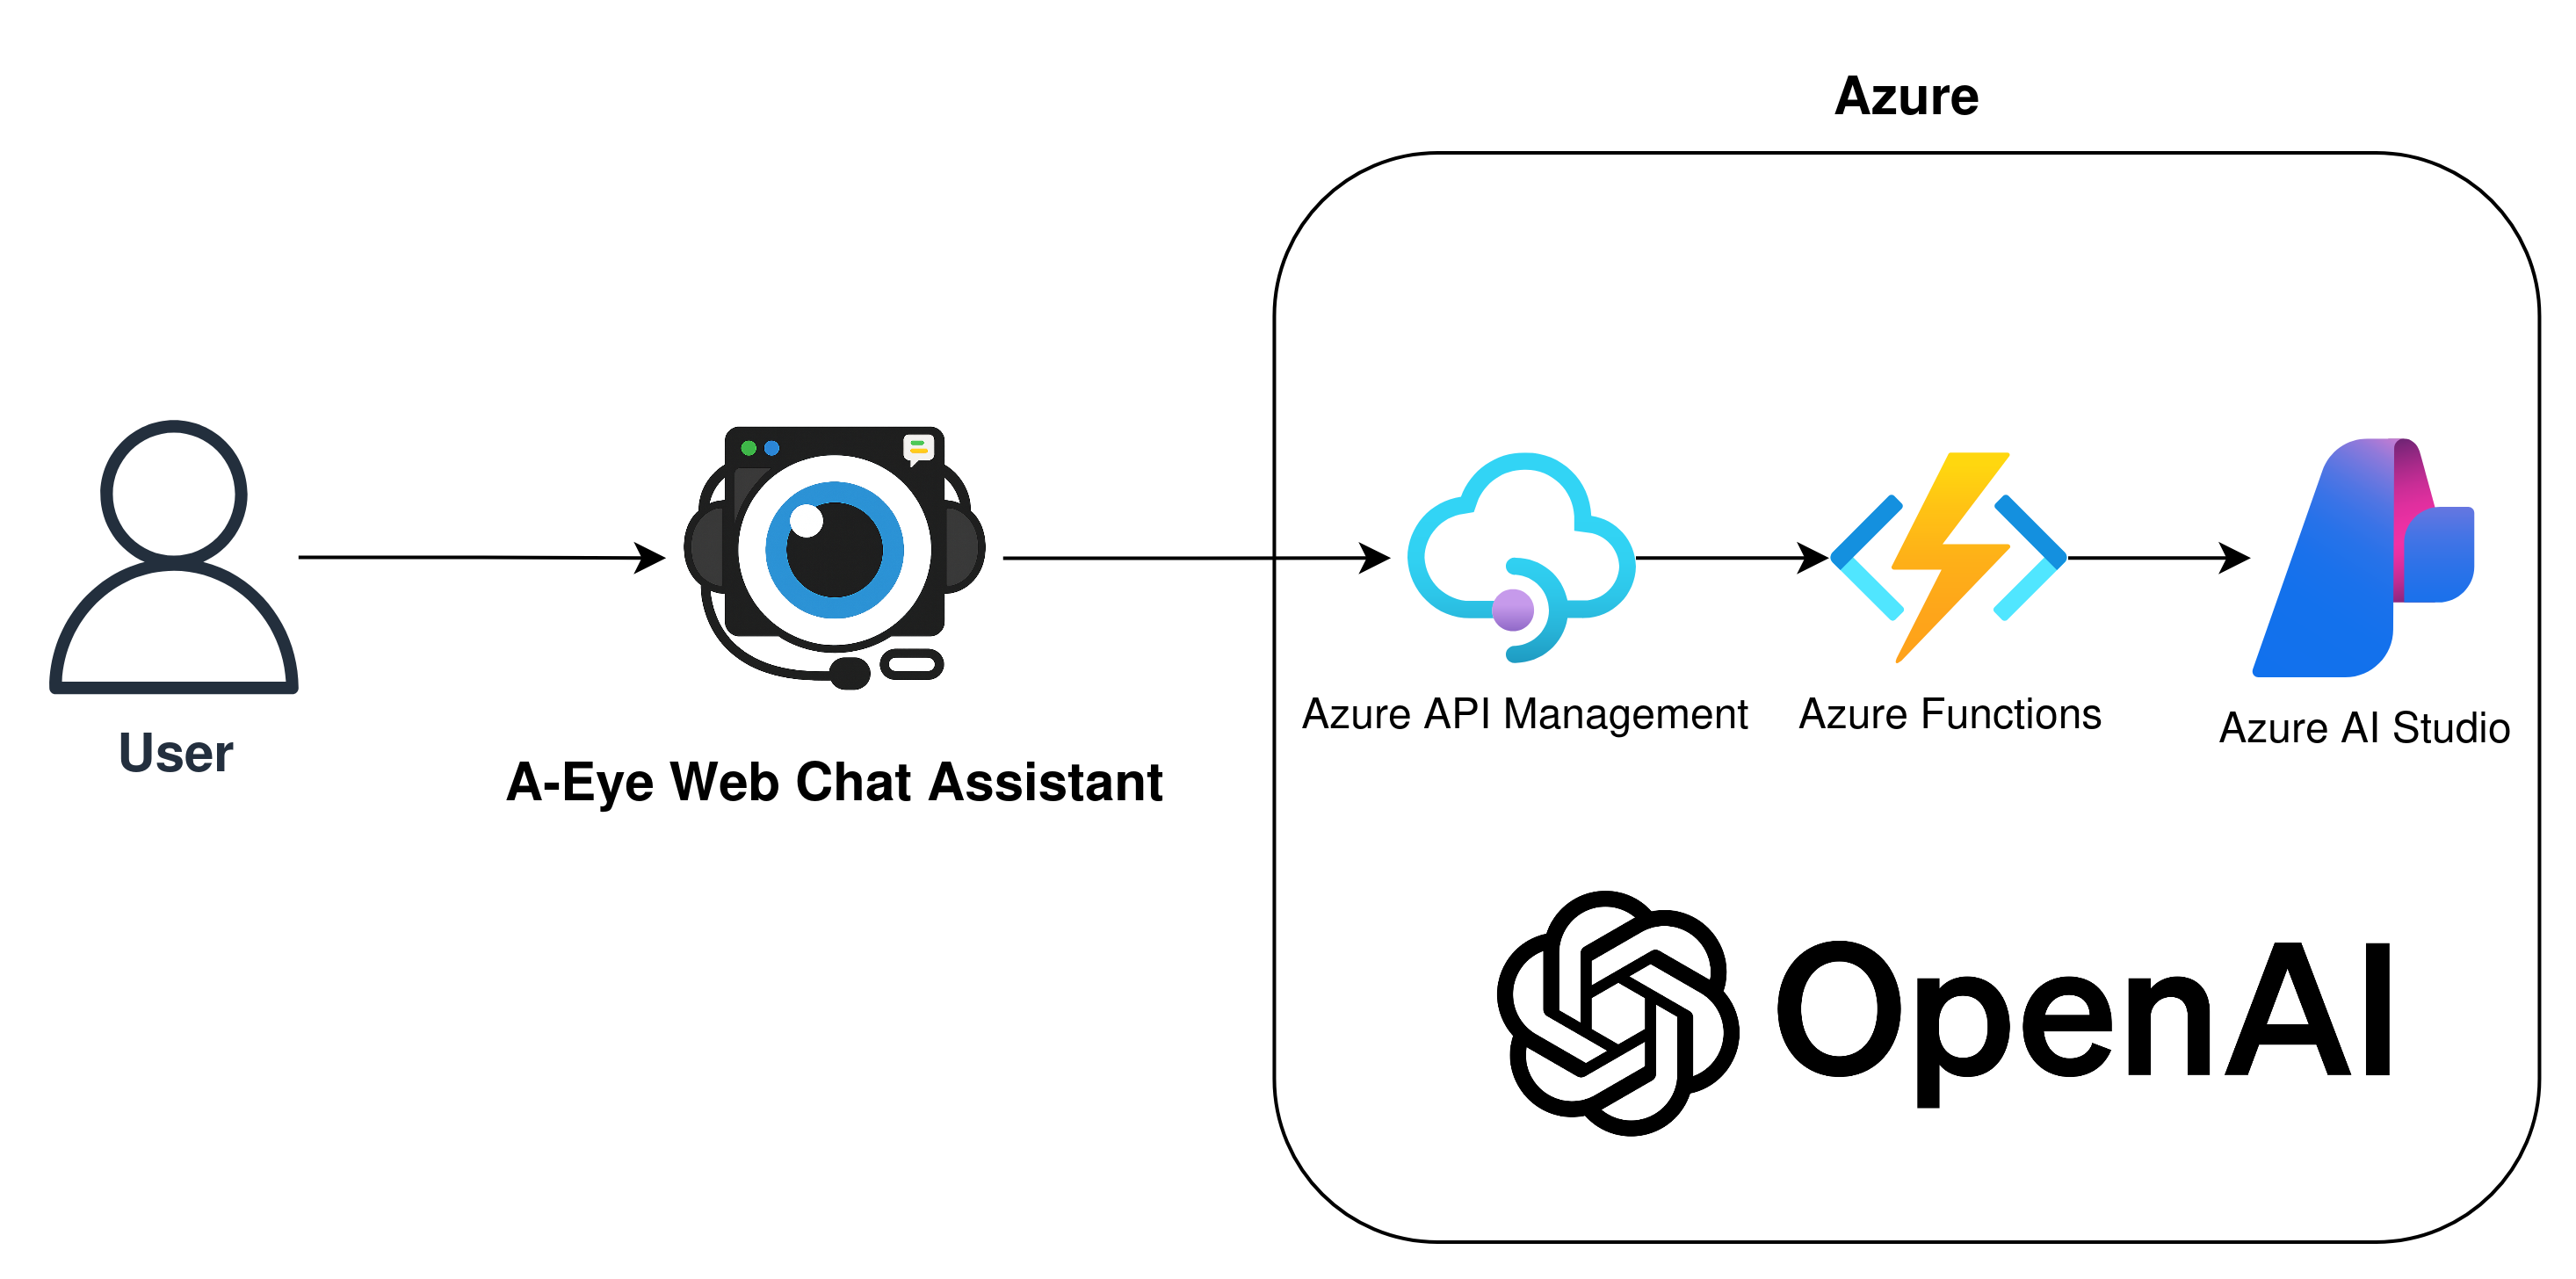 Azure
User
A-Eye Web Chat Assistant
Azure API Management
Azure Functions
Azure AI Studio
OpenAI